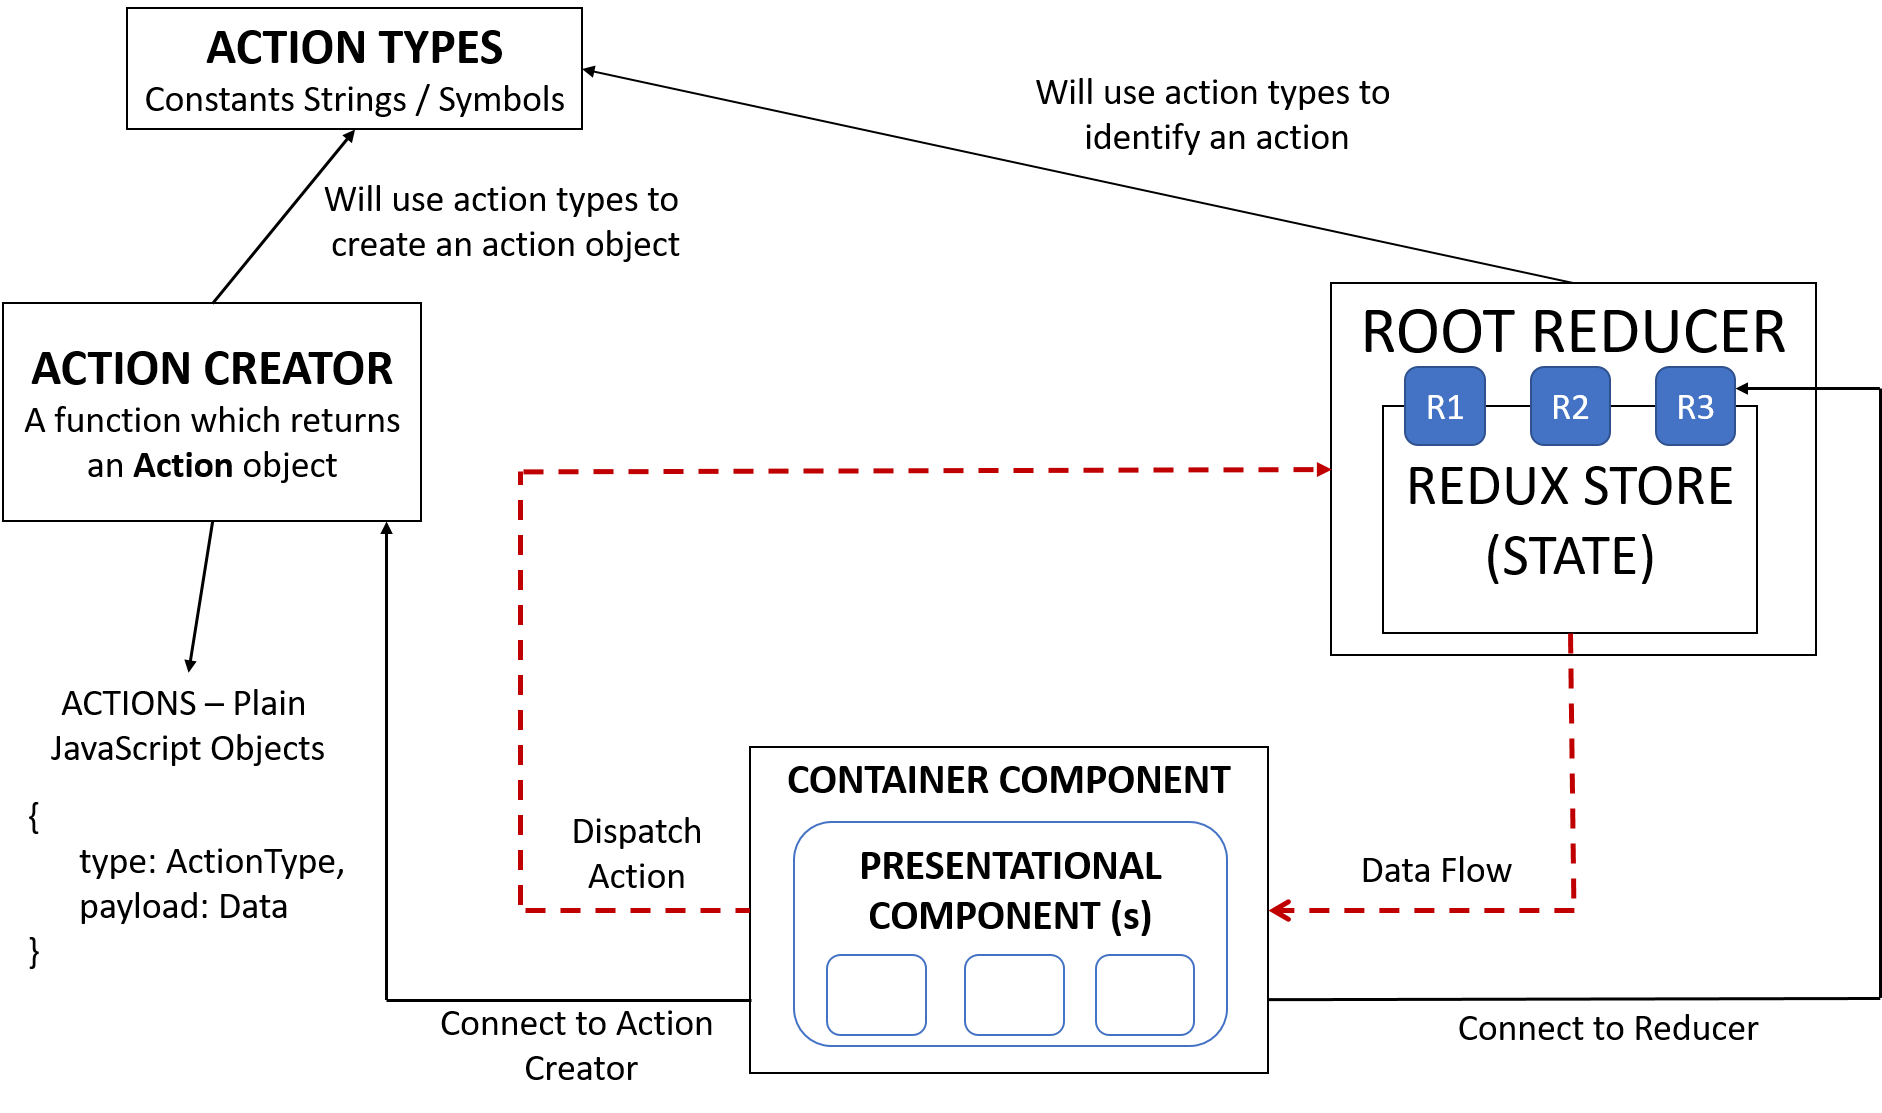 ACTION TYPES
Constants Strings / Symbols
Will use action types to
identify an action
Will use action types to
create an action object
ACTION CREATOR
A function which returns
an Action object
ROOT REDUCER
R1
R2
R3
REDUX STORE
(STATE)
ACTIONS – Plain
JavaScript Objects
{
type: ActionType,
payload: Data
}
Dispatch
Action
CONTAINER COMPONENT
PRESENTATIONAL
COMPONENT (s)
Data Flow
Connect to Action
Creator
Connect to Reducer